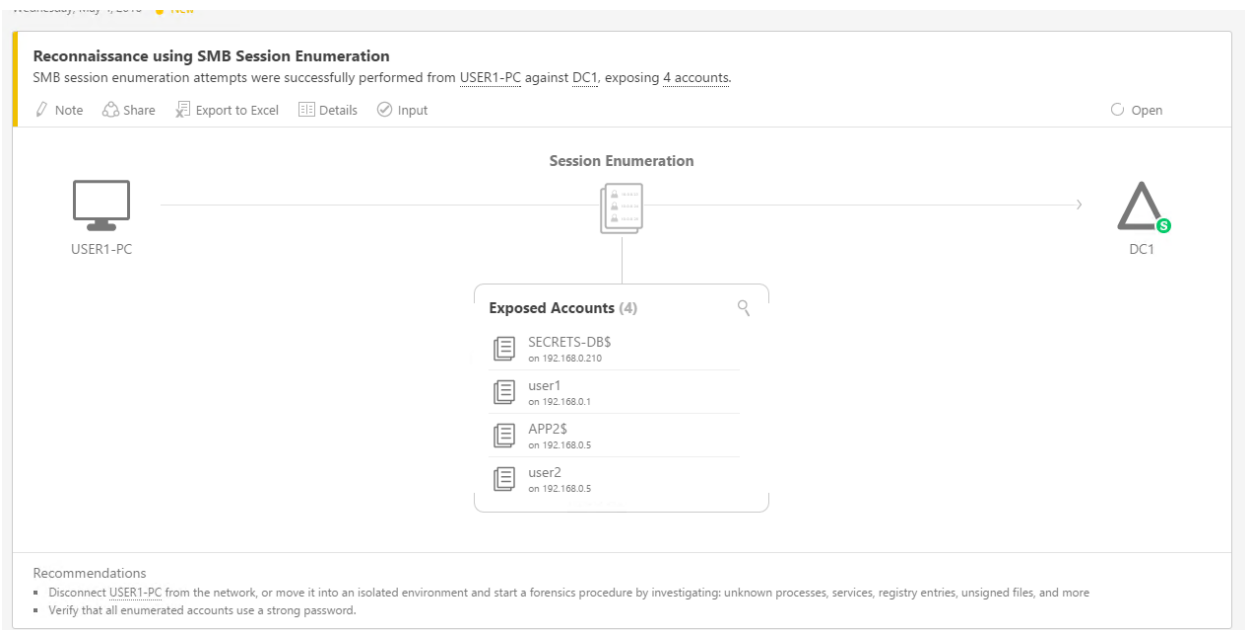 Reconnaissance using SMB Session Enumeration
SMB session enumeration attempts were successfully performed from USER1-PC against DC1, exposing 4 accounts.
Note Share Export to Excel Details Input Open
Session Enumeration
USER1-PC
S
DC1
Exposed Accounts (4)
SECRETS-DB$
on 192.168.0.210
user1
on 192.168.0.1
APP2$
on 192.168.0.5
user2
on 192.168.0.5
Recommendations
Disconnect USER1-PC from the network, or move it into an isolated environment and start a forensics procedure by investigating: unknown processes, services, registry entries, unsigned files, and more
Verify that all enumerated accounts use a strong password.